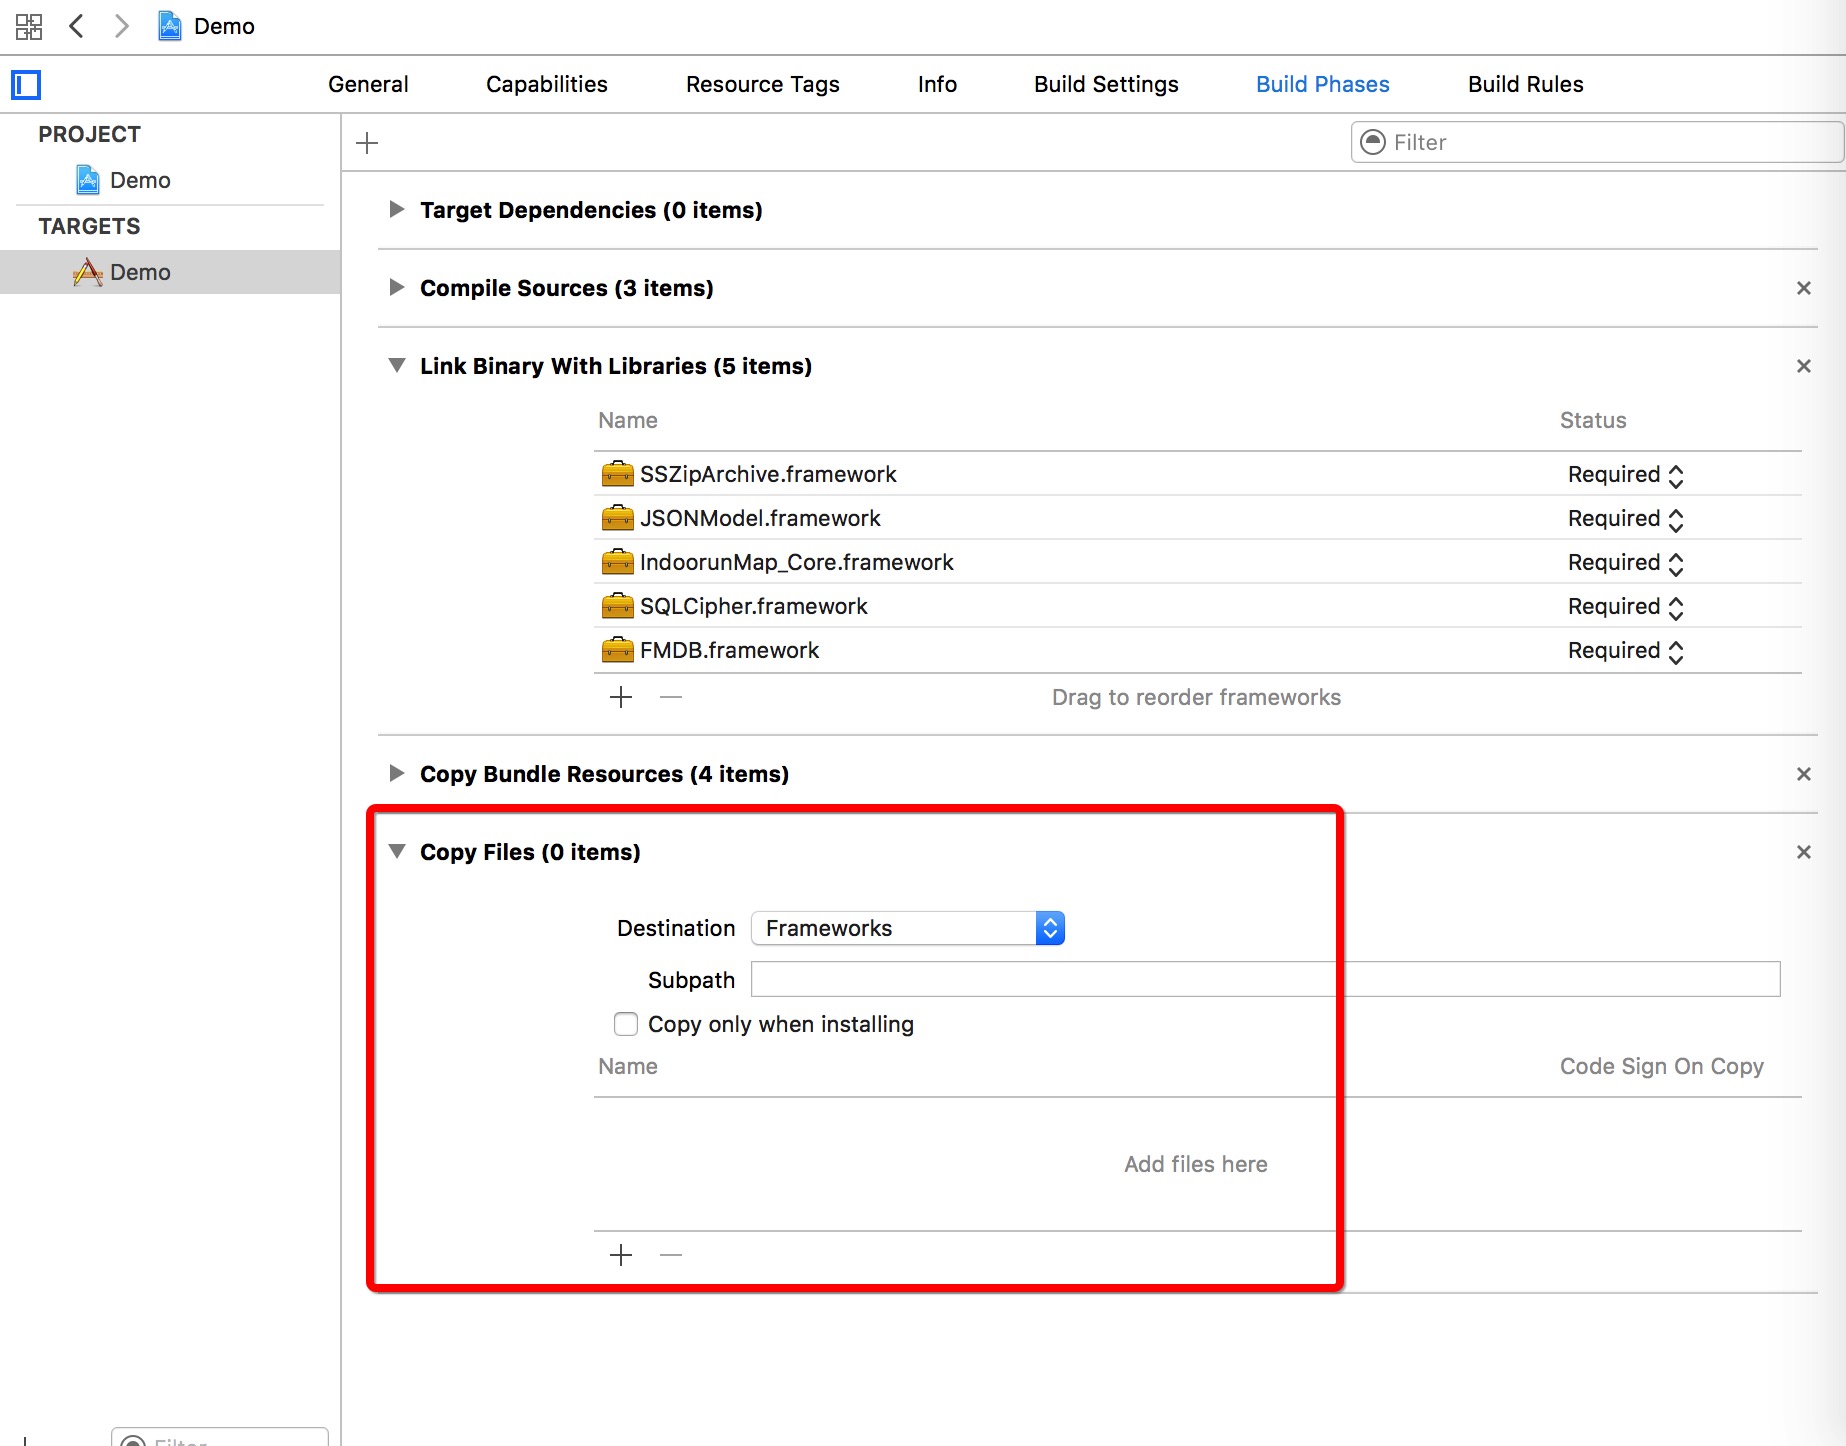 Demo
General Capabilities Resource Tags Info Build Settings Build Phases Build Rules
PROJECT
Demo
TARGETS
Demo
Filter
Target Dependencies (0 items)
Compile Sources (3 items)
Link Binary With Libraries (5 items)
Name Status
SSZipArchive.framework Required
JSONModel.framework Required
IndoorunMap_Core.framework Required
SQLCipher.framework Required
FMDB.framework Required
Drag to reorder frameworks
Copy Bundle Resources (4 items)
Copy Files (0 items)
Destination Frameworks
Subpath
Copy only when installing
Name Code Sign On Copy
Add files here
Filter